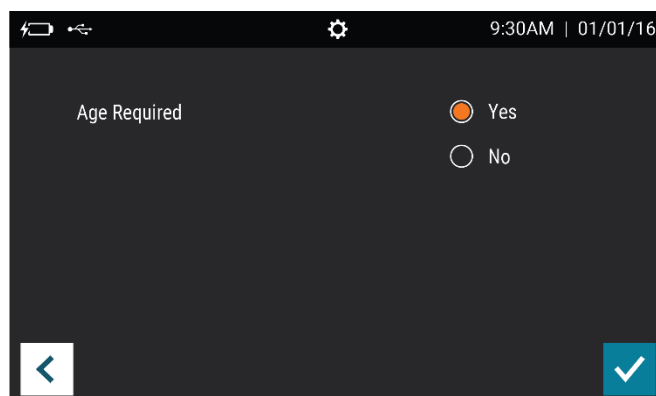 9:30AM | 01/01/16
Age Required
Yes
No